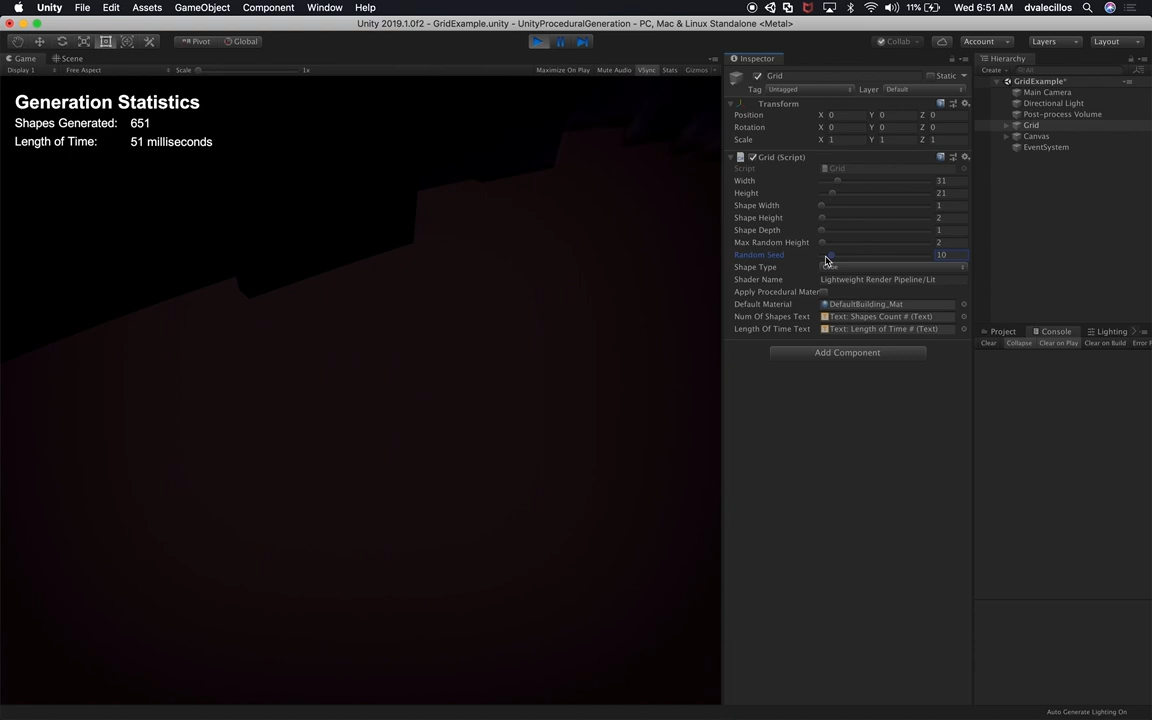 Unity File Edit Assets GameObject Component Window Help 11% Wed 6:51 AM dvalecillos
Unity 2019.1.0f2 - GridExample.unity - UnityProceduralGeneration - PC, Mac & Linux Standalone <Metal>
Pivot Global Collab Account Layers Layout
Game Scene Inspector Hierarchy
Display 1 Free Aspect Scale 1x Maximize On Play Mute Audio VSync Stats Gizmos
Create All
Grid Static
Tag Untagged Layer Default
GridExample*
Main Camera
Directional Light
Post-process Volume
Grid
Canvas
EventSystem
Generation Statistics
Shapes Generated: 651
Length of Time: 51 milliseconds
Transform
Position X 0 Y 0 Z 0
Rotation X 0 Y 0 Z 0
Scale X 1 Y 1 Z 1
Grid (Script)
Script Grid
Width 31
Height 21
Shape Width 1
Shape Height 2
Shape Depth 1
Max Random Height 2
Random Seed 10
Shape Type
Shader Name Lightweight Render Pipeline/Lit
Apply Procedural Mater
Default Material DefaultBuilding_Mat
Num Of Shapes Text Text: Shapes Count # (Text)
Length Of Time Text Text: Length of Time # (Text)
Add Component
Project Console Lighting
Clear Collapse Clear on Play Clear on Build Error P
Auto Generate Lighting On